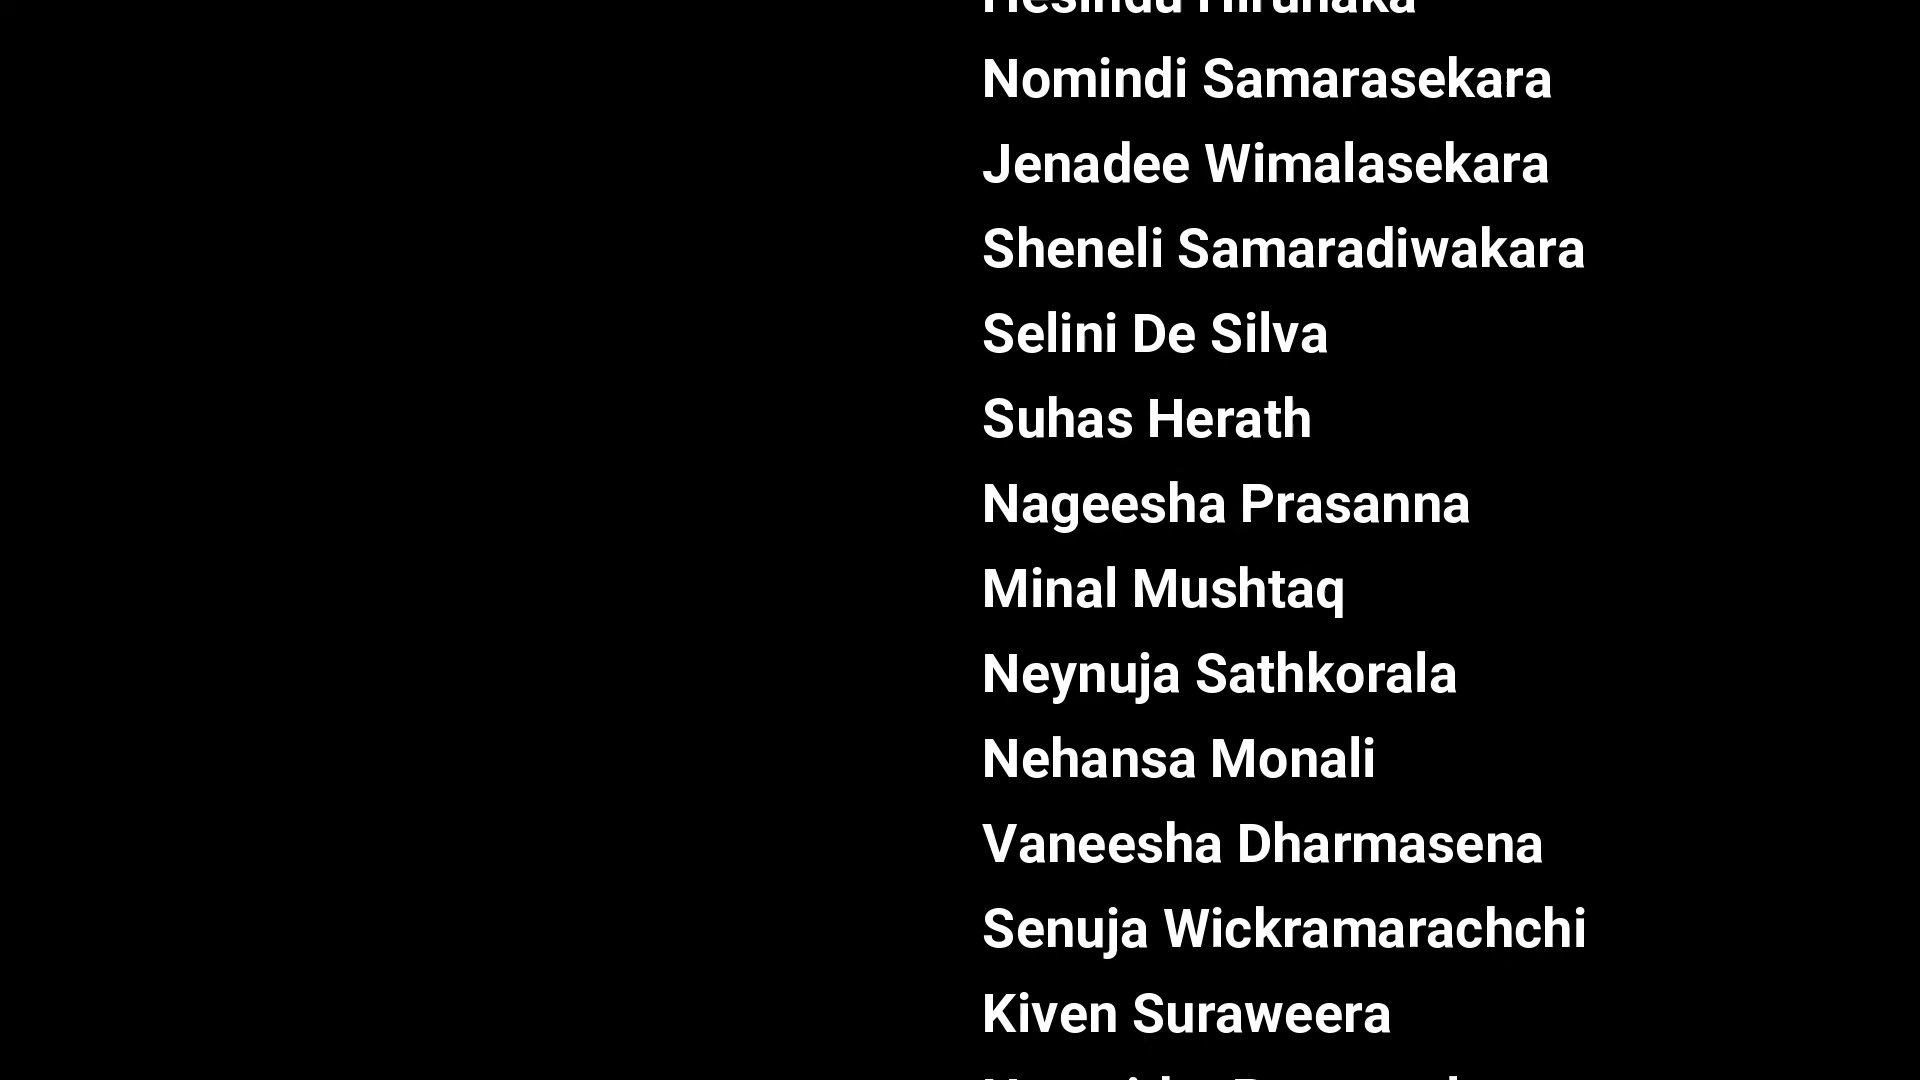 Nomindi Samarasekara
Jenadee Wimalasekara
Sheneli Samaradiwakara
Selini De Silva
Suhas Herath
Nageesha Prasanna
Minal Mushtaq
Neynuja Sathkorala
Nehansa Monali
Vaneesha Dharmasena
Senuja Wickramarachchi
Kiven Suraweera